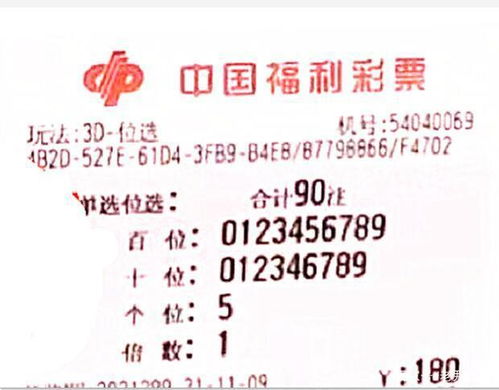 中国福利彩票
玩法:3D-位选 机号:54040069
4B2D-527E-61D4-3FB9-B4E8/87798866/F4702
单选位选: 合计90注
百位: 0123456789
十位: 012346789
个位: 5
倍数: 1
￥:180